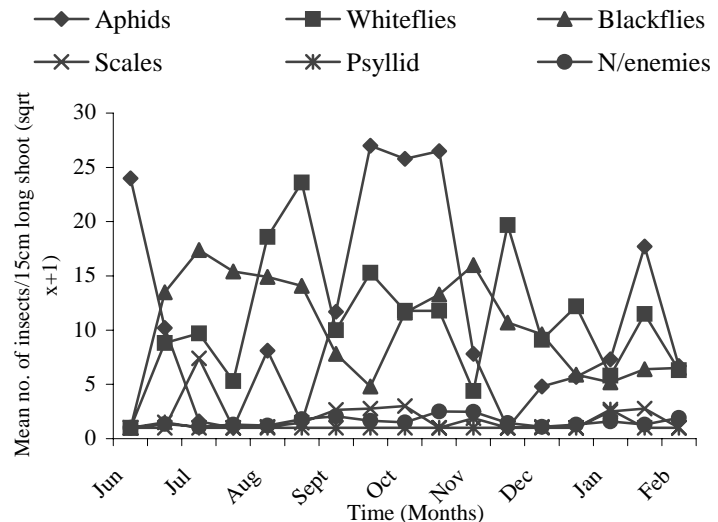 Aphids Whiteflies Blackflies
Scales Psyllid N/enemies
Mean no. of insects/15cm long shoot (sqrt
x+1)
30
25
20
15
10
5
0
Jun Jul Aug Sept Oct Nov Dec Jan Feb
Time (Months)